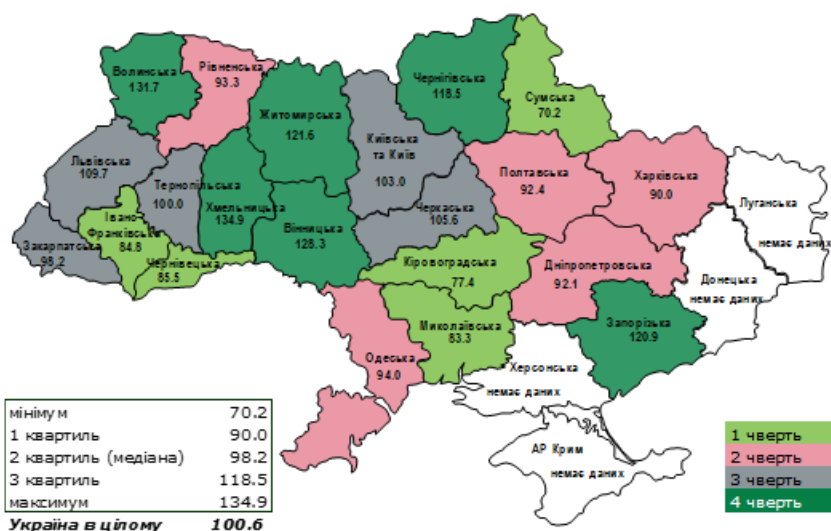 Волинська
131.7
Рівненська
93.3
Житомирська
121.6
Чернігівська
118.5
Сумська
70.2
Київська
та Київ
103.0
Львівська
109.7
Тернопільська
100.0
Хмельницька
134.9
Івано-
Франківська
84.8
Закарпатська
98.2
Чернівецька
85.5
Вінницька
128.3
Черкаська
105.6
Полтавська
92.4
Харківська
90.0
Луганська
немає даних
Кіровоградська
77.4
Дніпропетровська
92.1
Донецька
немає даних
Миколаївська
83.3
Запорізька
120.9
Одеська
94.0
Херсонська
немає даних
АР Крим
немає даних
мінімум 70.2
1 квартиль 90.0
2 квартиль (медіана) 98.2
3 квартиль 118.5
максимум 134.9
Україна в цілому 100.6
1 чверть
2 чверть
3 чверть
4 чверть